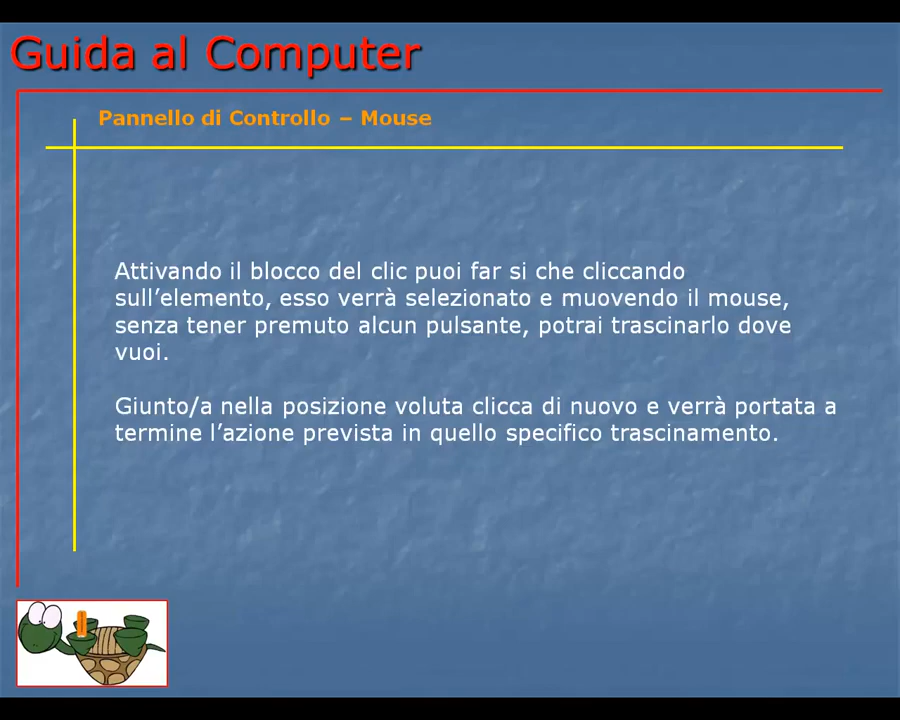 Guida al Computer
Pannello di Controllo – Mouse
Attivando il blocco del clic puoi far si che cliccando
sull’elemento, esso verrà selezionato e muovendo il mouse,
senza tener premuto alcun pulsante, potrai trascinarlo dove
vuoi.
Giunto/a nella posizione voluta clicca di nuovo e verrà portata a
termine l’azione prevista in quello specifico trascinamento.